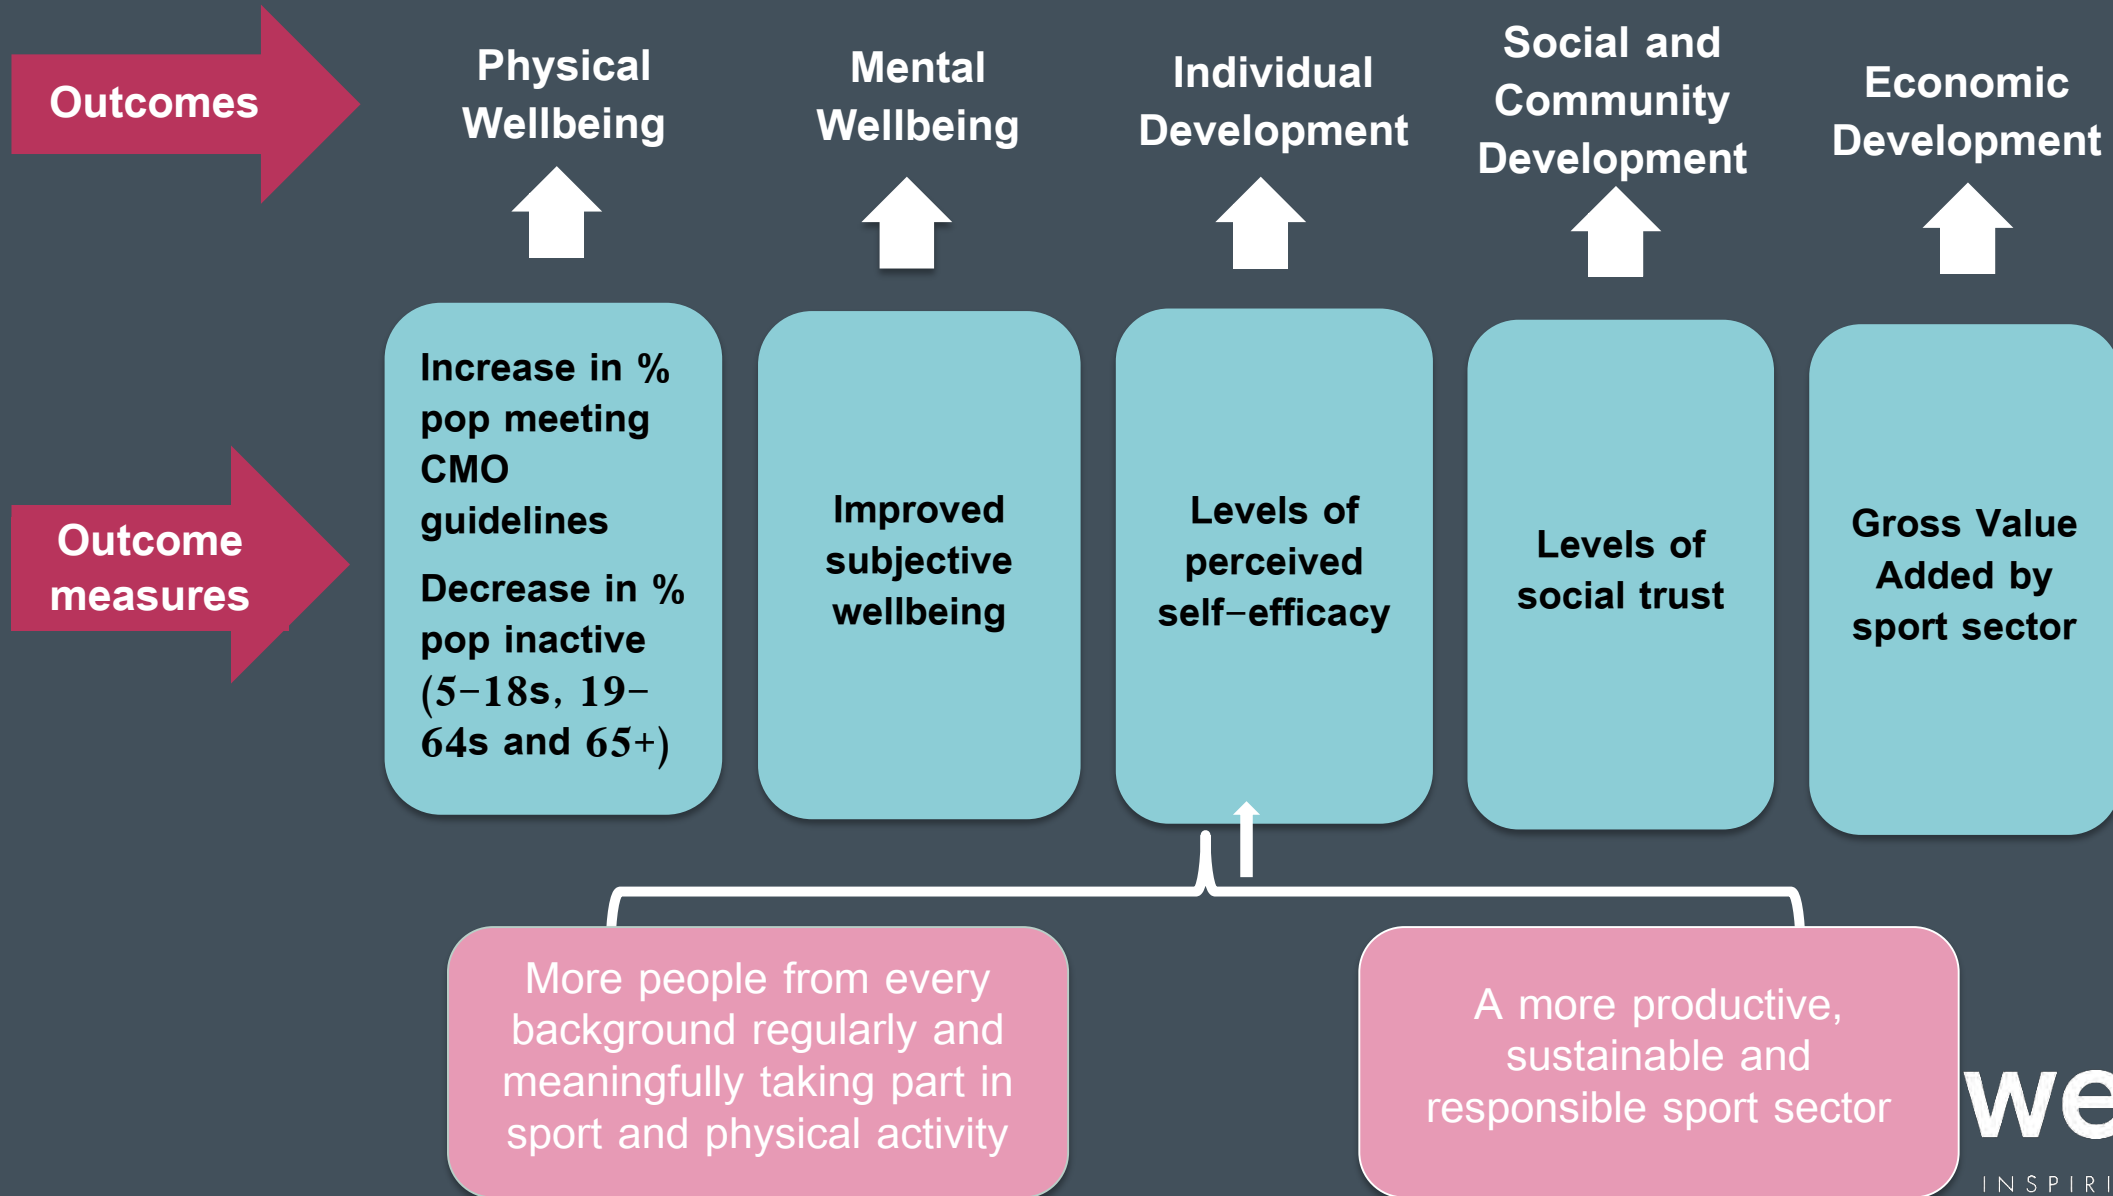 Outcomes
Physical
Wellbeing
Mental
Wellbeing
Individual
Development
Social and
Community
Development
Economic
Development
Outcome
measures
Increase in %
pop meeting
CMO
guidelines
Decrease in %
pop inactive
(5–18s, 19–
64s and 65+)
Improved
subjective
wellbeing
Levels of
perceived
self–efficacy
Levels of
social trust
Gross Value
Added by
sport sector
More people from every
background regularly and
meaningfully taking part in
sport and physical activity
A more productive,
sustainable and
responsible sport sector
we
INSPIRI